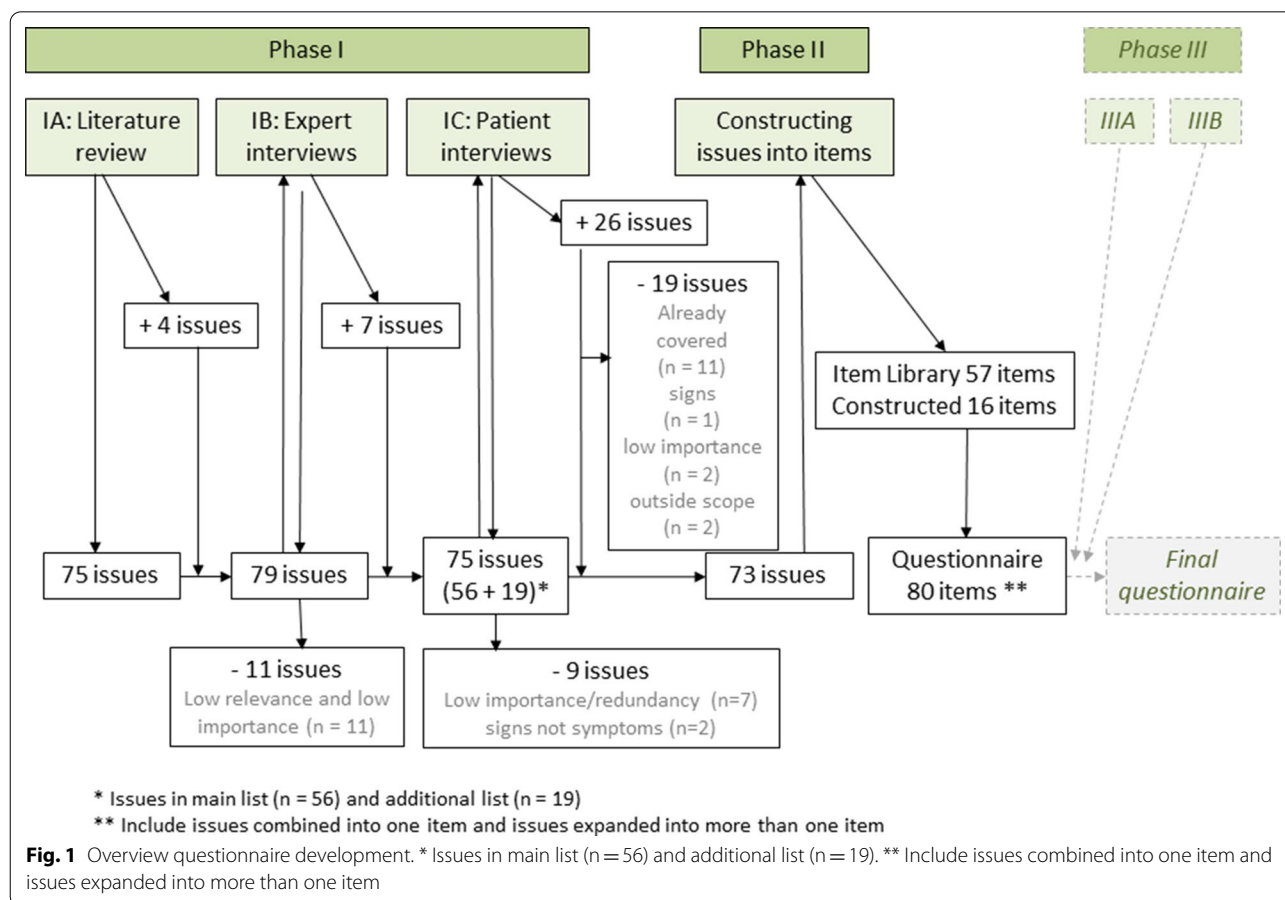 Phase I
Phase II
Phase III
IA: Literature
review
IB: Expert
interviews
IC: Patient
interviews
Constructing
issues into items
IIIA
IIIB
+ 26 issues
- 19 issues
Already
covered
(n = 11)
signs
(n = 1)
low importance
(n = 2)
outside scope
(n = 2)
+ 4 issues
+ 7 issues
Item Library 57 items
Constructed 16 items
75 issues
79 issues
75 issues
(56 + 19)*
73 issues
Questionnaire
80 items **
Final
questionnaire
- 11 issues
Low relevance and low
importance (n = 11)
- 9 issues
Low importance/redundancy (n=7)
signs not symptoms (n=2)
* Issues in main list (n = 56) and additional list (n = 19)
** Include issues combined into one item and issues expanded into more than one item
Fig. 1 Overview questionnaire development. * Issues in main list (n = 56) and additional list (n = 19). ** Include issues combined into one item and
issues expanded into more than one item